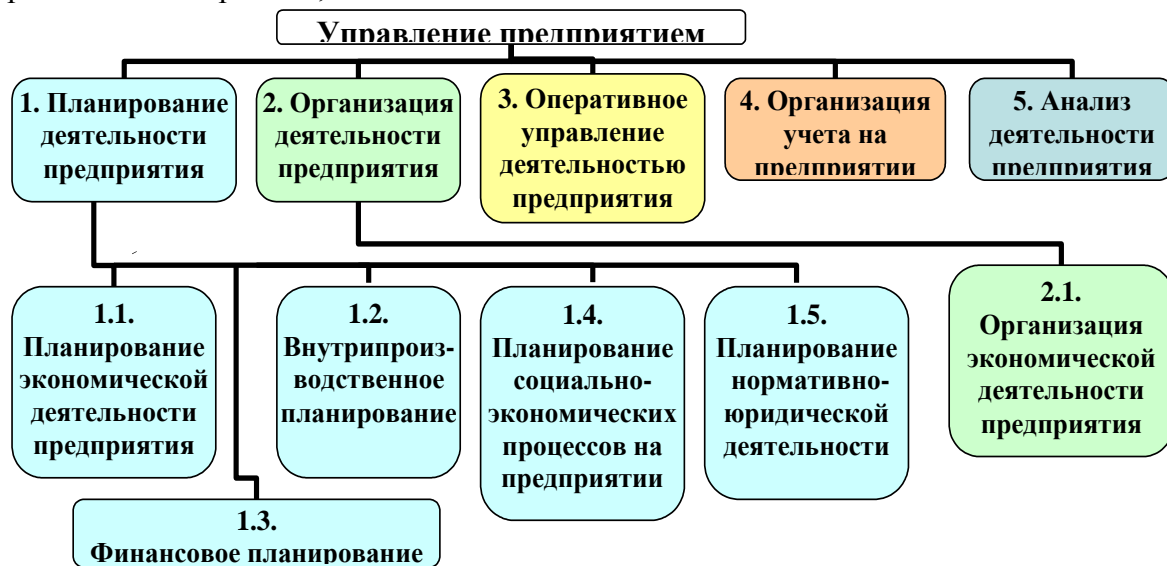 Управление предприятием
1. Планирование
деятельности
предприятия
2. Организация
деятельности
предприятия
3. Оперативное
управление
деятельностью
предприятия
4. Организация
учета на
предприятии
5. Анализ
деятельности
предприятия
1.1.
Планирование
экономической
деятельности
предприятия
1.2.
Внутрипроиз-
водственное
планирование
1.4.
Планирование
социально-
экономических
процессов на
предприятии
1.5.
Планирование
нормативно-
юридической
деятельности
2.1.
Организация
экономической
деятельности
предприятия
1.3.
Финансовое планирование